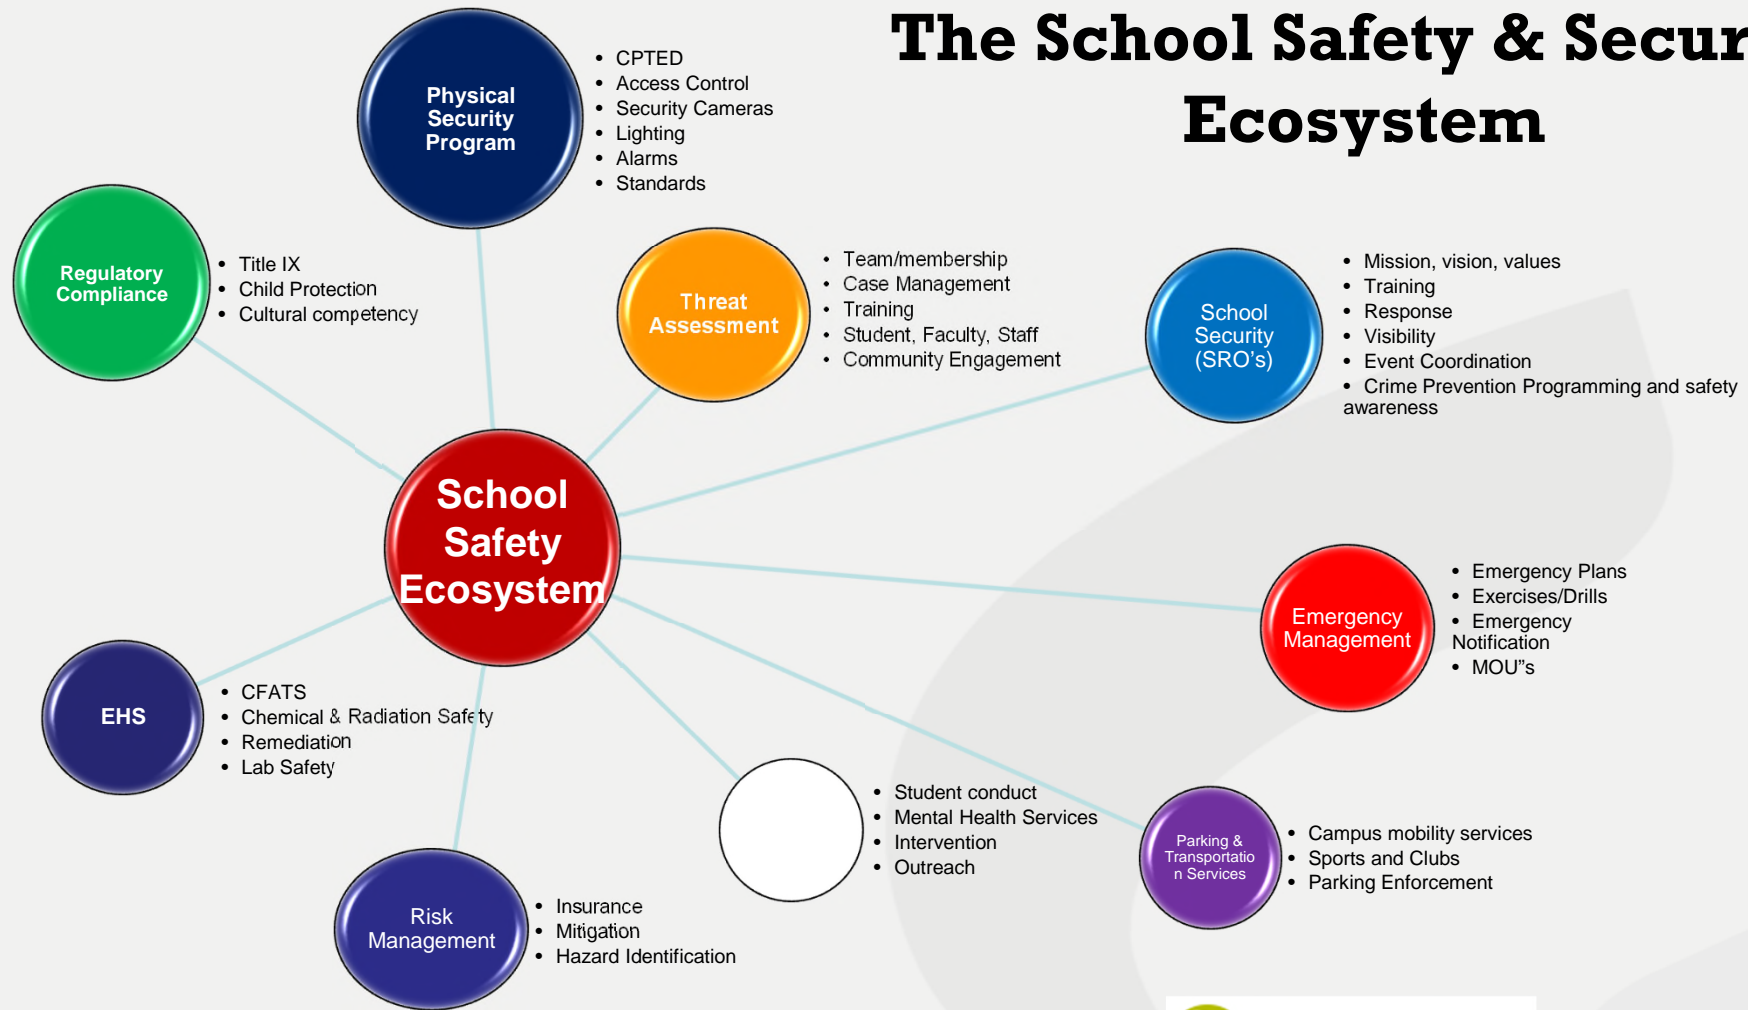 The School Safety & Secur
Ecosystem
Physical
Security
Program
• CPTED
• Access Control
• Security Cameras
• Lighting
• Alarms
• Standards
Regulatory
Compliance
• Title IX
• Child Protection
• Cultural competency
Threat
Assessment
• Team/membership
• Case Management
• Training
• Student, Faculty, Staff
• Community Engagement
School
Security
(SRO's)
• Mission, vision, values
• Training
• Response
• Visibility
• Event Coordination
• Crime Prevention Programming and safety
awareness
School
Safety
Ecosystem
Emergency
Management
• Emergency Plans
• Exercises/Drills
• Emergency
Notification
• MOU"s
EHS
• CFATS
• Chemical & Radiation Safety
• Remediation
• Lab Safety
• Student conduct
• Mental Health Services
• Intervention
• Outreach
Parking &
Transportatio
n Services
• Campus mobility services
• Sports and Clubs
• Parking Enforcement
Risk
Management
• Insurance
• Mitigation
• Hazard Identification